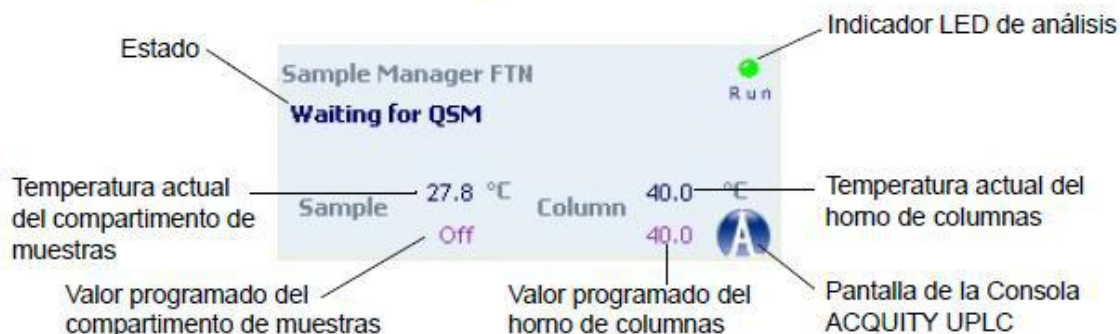 Indicador LED de análisis
Estado
Sample Manager FTN
Run
Waiting for QSM
Temperatura actual
del compartimento de
muestras
27.8 °C
40.0 °C
Sample
Column
Off
40.0
Temperatura actual del
horno de columnas
Valor programado del
compartimento de muestras
Valor programado del
horno de columnas
Pantalla de la Consola
ACQUITY UPLC